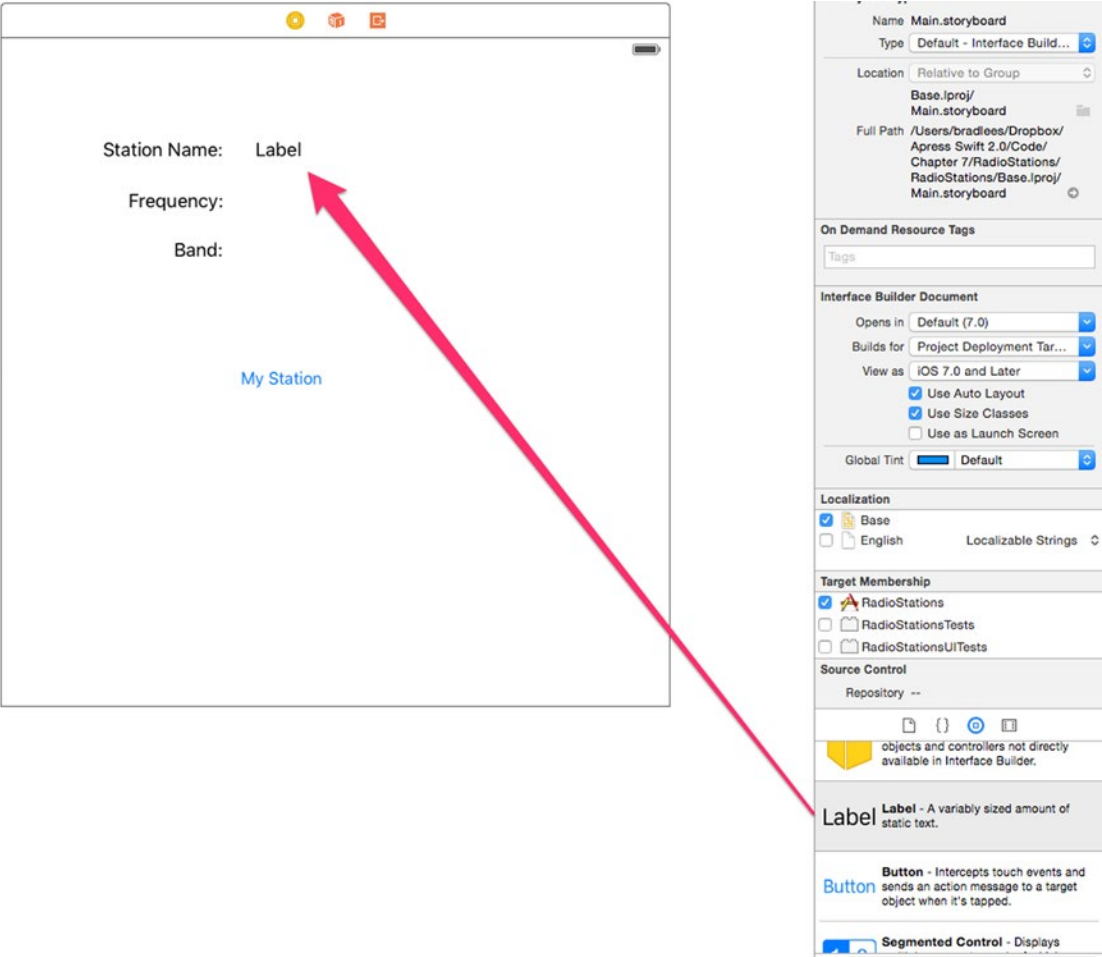 Station Name: Label
Frequency:
Band:
My Station
Name Main.storyboard
Type Default - Interface Build...
Location Relative to Group
Base.lproj/
Main.storyboard
Full Path /Users/bradlees/Dropbox/
Apress Swift 2.0/Code/
Chapter 7/RadioStations/
RadioStations/Base.lproj/
Main.storyboard
On Demand Resource Tags
Tags
Interface Builder Document
Opens in Default (7.0)
Builds for Project Deployment Tar...
View as iOS 7.0 and Later
Use Auto Layout
Use Size Classes
Use as Launch Screen
Global Tint Default
Localization
Base
English Localizable Strings
Target Membership
RadioStations
RadioStationsTests
RadioStationsUITests
Source Control
Repository --
{}
objects and controllers not directly
available in Interface Builder.
Label Label - A variably sized amount of
static text.
Button - Intercepts touch events and
Button sends an action message to a target
object when it's tapped.
Segmented Control - Displays